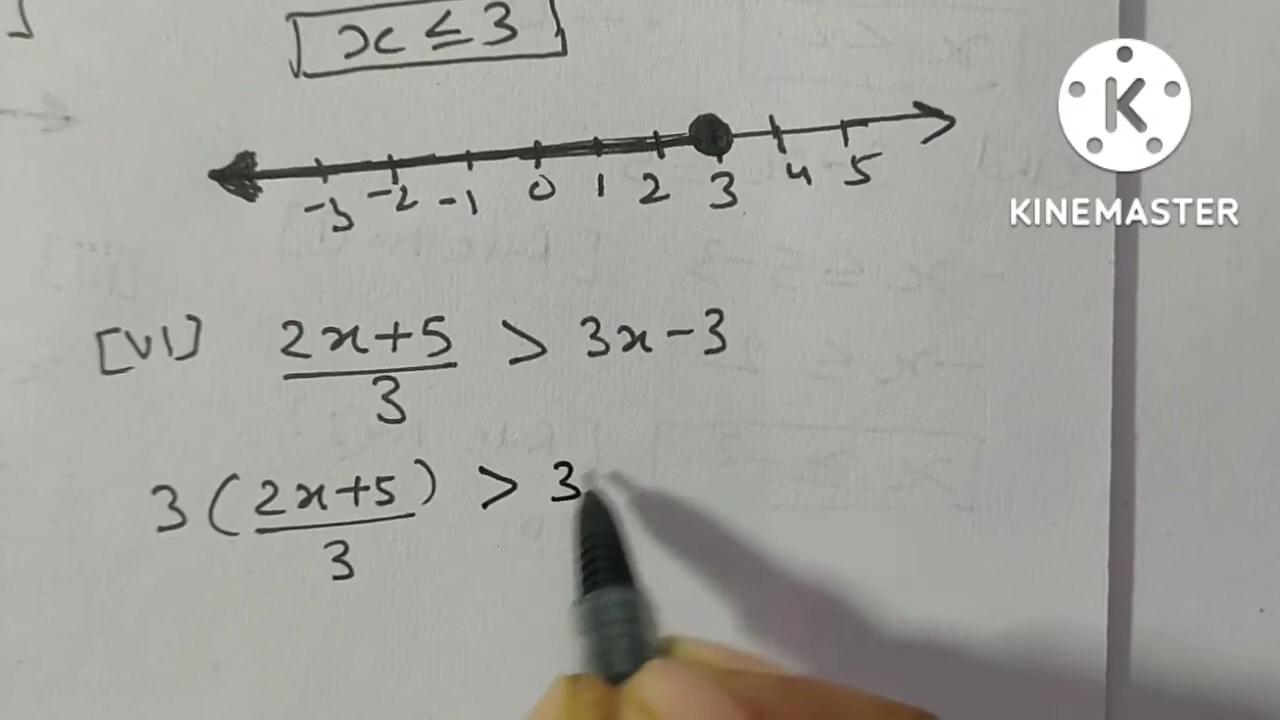 x ≤ 3
K
KINEMASTER
-3 -2 -1 0 1 2 3 4 5
[VI] (2x+5)/3 > 3x-3
3((2x+5)/3) > 3